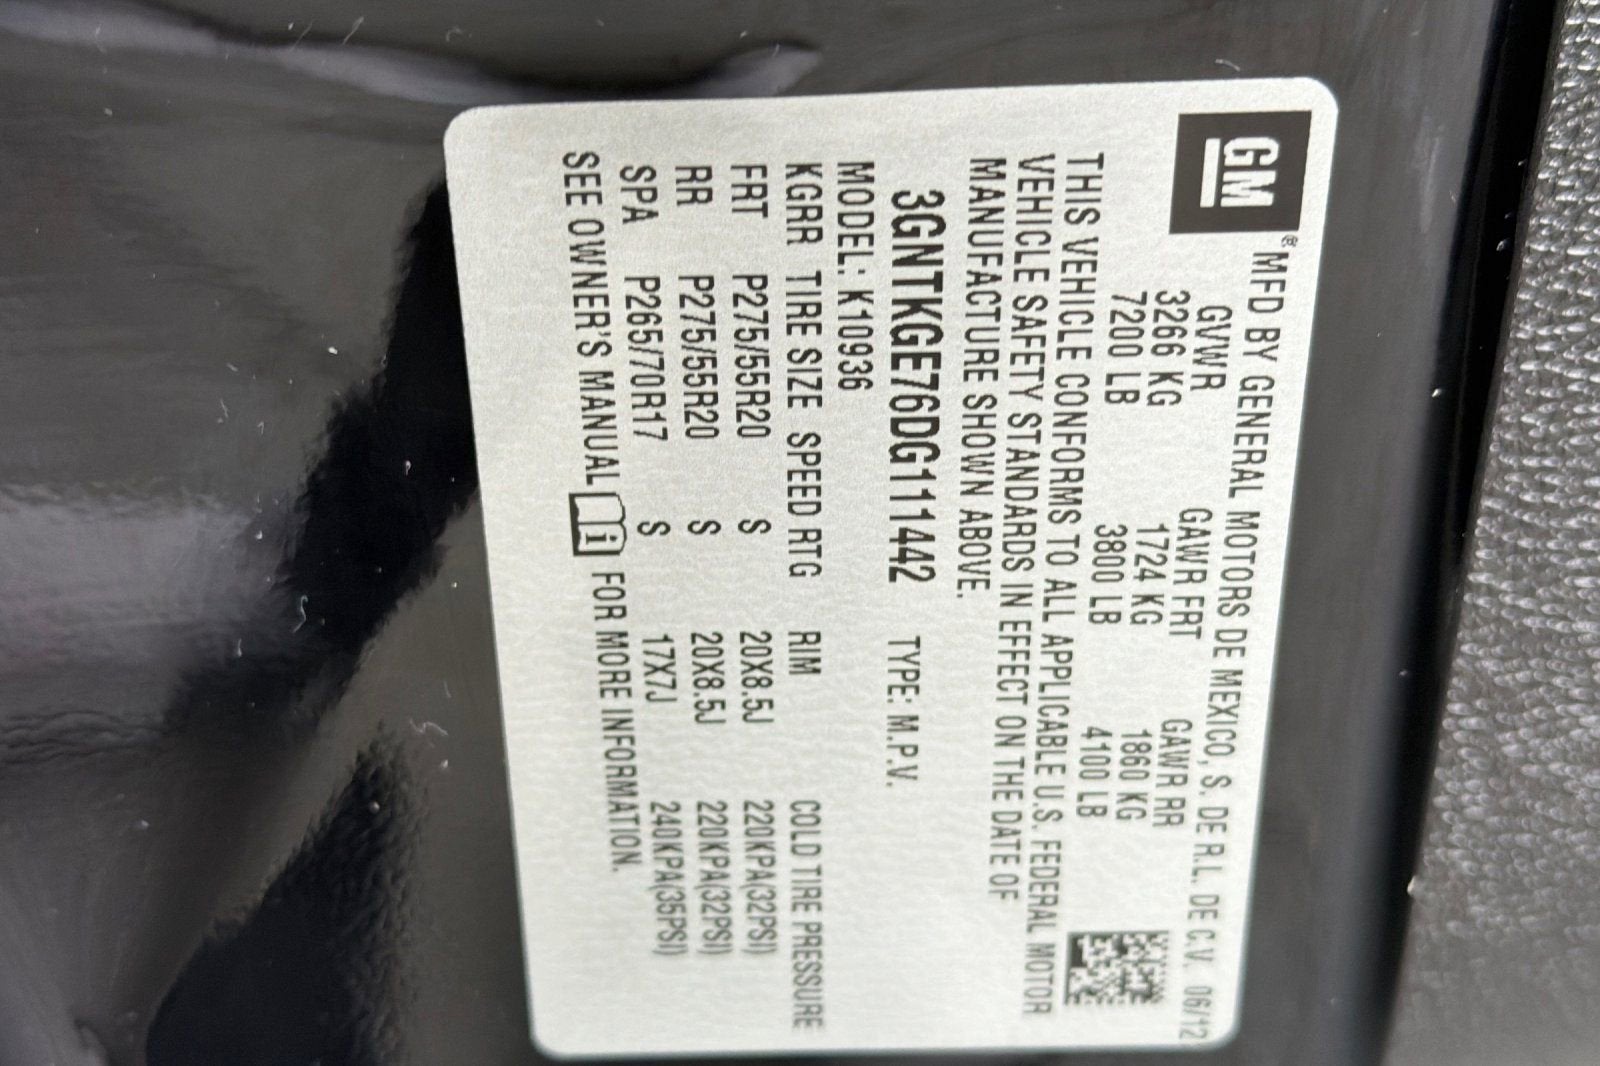 GM® MFD BY GENERAL MOTORS DE MEXICO, S. DE R.L. DE C.V. 06/12
GVWR GAWR FRT GAWR RR
3266 KG 1724 KG 1860 KG
7200 LB 3800 LB 4100 LB
THIS VEHICLE CONFORMS TO ALL APPLICABLE U.S. FEDERAL MOTOR
VEHICLE SAFETY STANDARDS IN EFFECT ON THE DATE OF
MANUFACTURE SHOWN ABOVE.
3GNTKGE76DG111442 TYPE: M.P.V.
MODEL: K10936
KGRR TIRE SIZE SPEED RTG RIM COLD TIRE PRESSURE
FRT P275/55R20 S 20X8.5J 220KPA(32PSI)
RR P275/55R20 S 20X8.5J 220KPA(32PSI)
SPA P265/70R17 S 17X7J 240KPA(35PSI)
SEE OWNER'S MANUAL i FOR MORE INFORMATION.